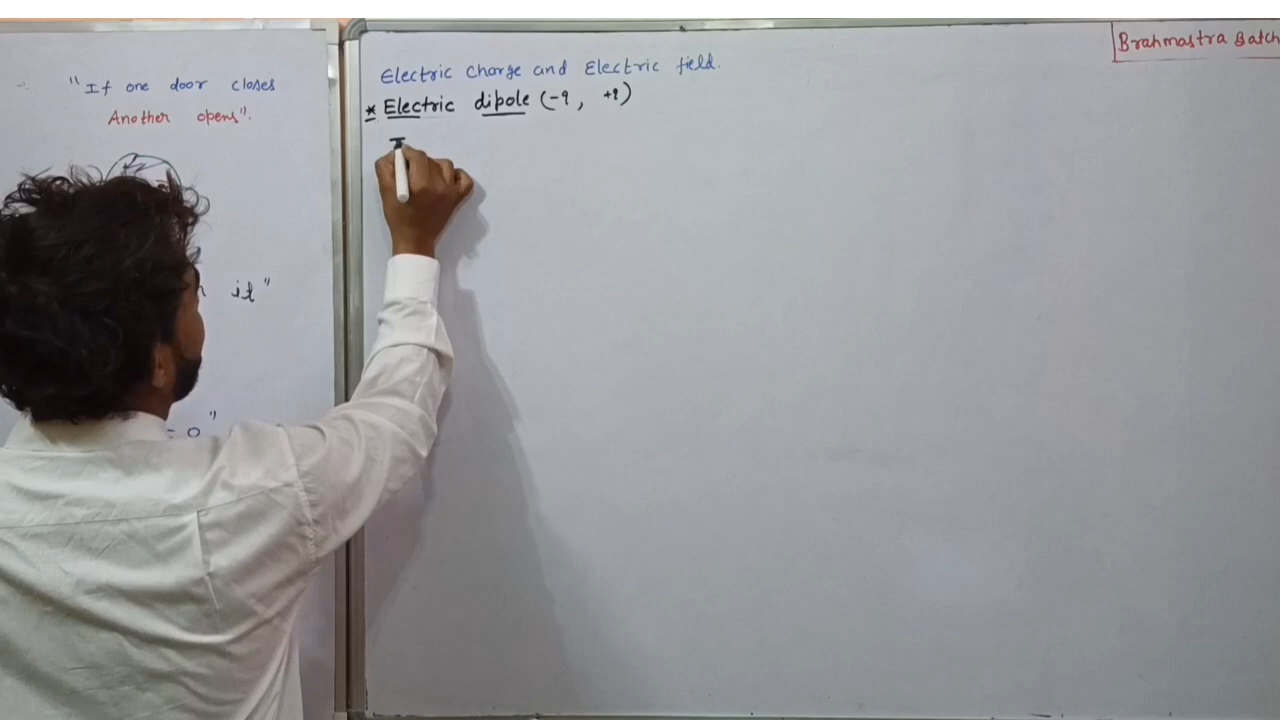 "If one door closes
Another opens".
it"
= 0"
Electric charge and Electric field.
* Electric dipole (-q, +q)
Brahmastra Batch